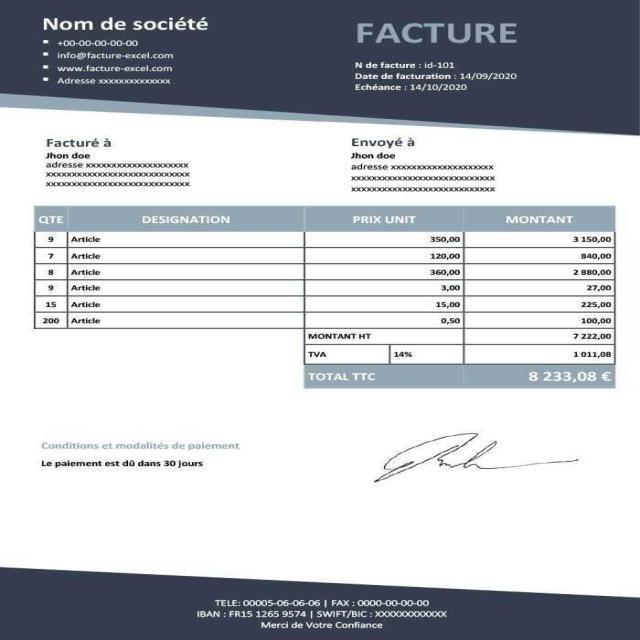 Nom de société
+00-00-00-00-00
info@facture-excel.com
www.facture-excel.com
Adresse xxxxxxxxxxxxxx
FACTURE
N de facture : id-101
Date de facturation : 14/09/2020
Echéance : 14/10/2020
Facturé à
Jhon doe
adresse xxxxxxxxxxxxxxxxxxxx
xxxxxxxxxxxxxxxxxxxxxxxxxxxx
xxxxxxxxxxxxxxxxxxxxxxxxxxxx
Envoyé à
Jhon doe
adresse xxxxxxxxxxxxxxxxxxxx
xxxxxxxxxxxxxxxxxxxxxxxxxxxx
xxxxxxxxxxxxxxxxxxxxxxxxxxxx
QTE DESIGNATION PRIX UNIT MONTANT
9 Article 350,00 3 150,00
7 Article 120,00 840,00
8 Article 360,00 2 880,00
9 Article 3,00 27,00
15 Article 15,00 225,00
200 Article 0,50 100,00
MONTANT HT 7 222,00
TVA 14% 1 011,08
TOTAL TTC 8 233,08 €
Conditions et modalités de paiement
Le paiement est dû dans 30 jours
TELE: 00005-06-06-06 | FAX : 0000-00-00-00
IBAN : FR15 1265 9574 | SWIFT/BIC : XXXXXXXXXXXX
Merci de Votre Confiance